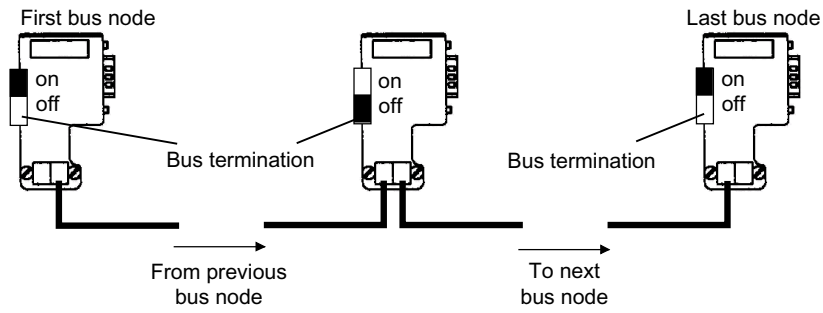 First bus node
Last bus node
on
off
on
off
on
off
Bus termination
Bus termination
From previous
bus node
To next
bus node